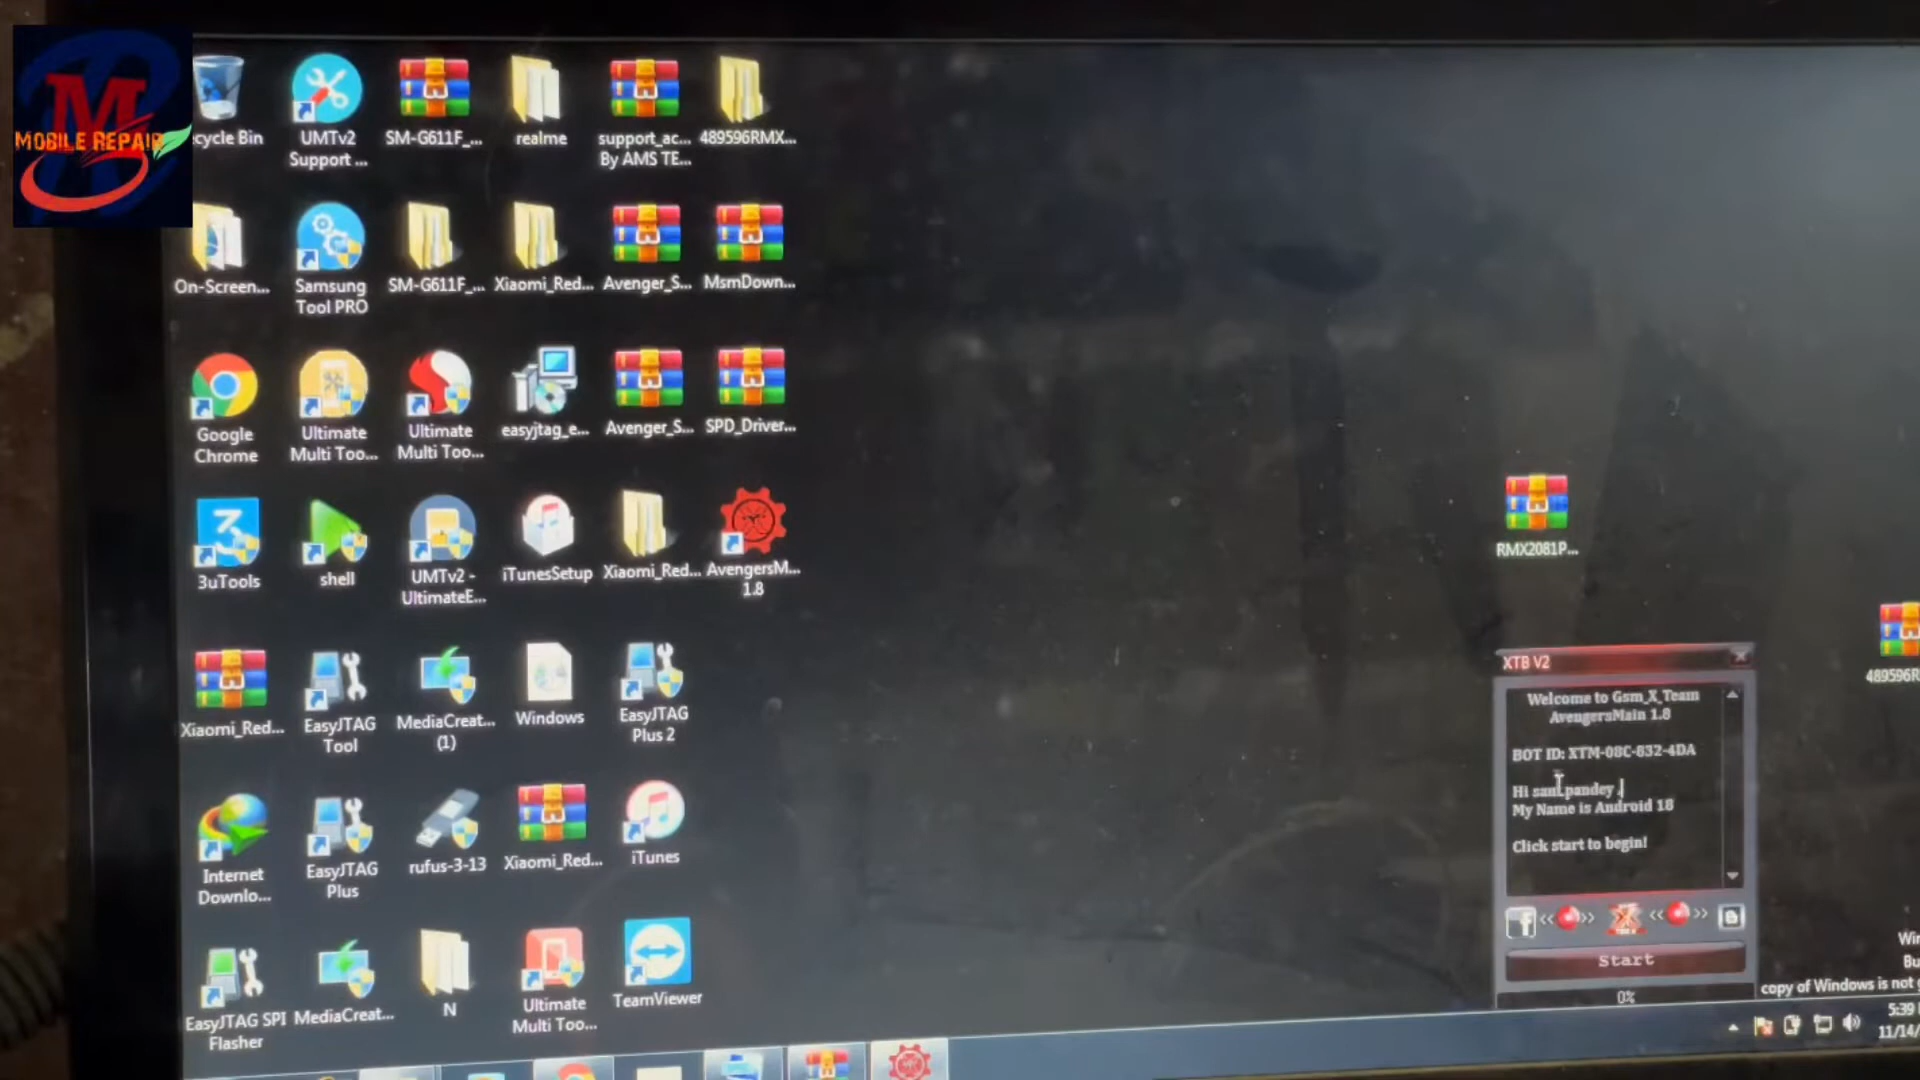 M
MOBILE REPAIR
cycle Bin
UMTv2
Support ...
SM-G611F_...
realme
support_ac...
By AMS TE...
489596RMX...
On-Screen...
Samsung
Tool PRO
SM-G611F_...
Xiaomi_Red...
Avenger_S...
MsmDown...
Google
Chrome
Ultimate
Multi Too...
Ultimate
Multi Too...
easyjtag_e...
Avenger_S...
SPD_Driver...
3uTools
shell
UMTv2 -
UltimateE...
iTunesSetup
Xiaomi_Red...
AvengersM...
1.8
RMX2081P...
489596R
Xiaomi_Red...
EasyJTAG
Tool
MediaCreat...
(1)
Windows
EasyJTAG
Plus 2
Internet
Downlo...
EasyJTAG
Plus
rufus-3-13
Xiaomi_Red...
iTunes
EasyJTAG SPI
Flasher
MediaCreat...
N
Ultimate
Multi Too...
TeamViewer
XTB V2
Welcome to Gsm_X_Team
AvengersMain 1.8
BOT ID: XTM-08C-832-4DA
Hi pandey .
My Name is Android 18
Click start to begin!
Start
0%
Win
Bu
copy of Windows is not g
5:39
11/14/